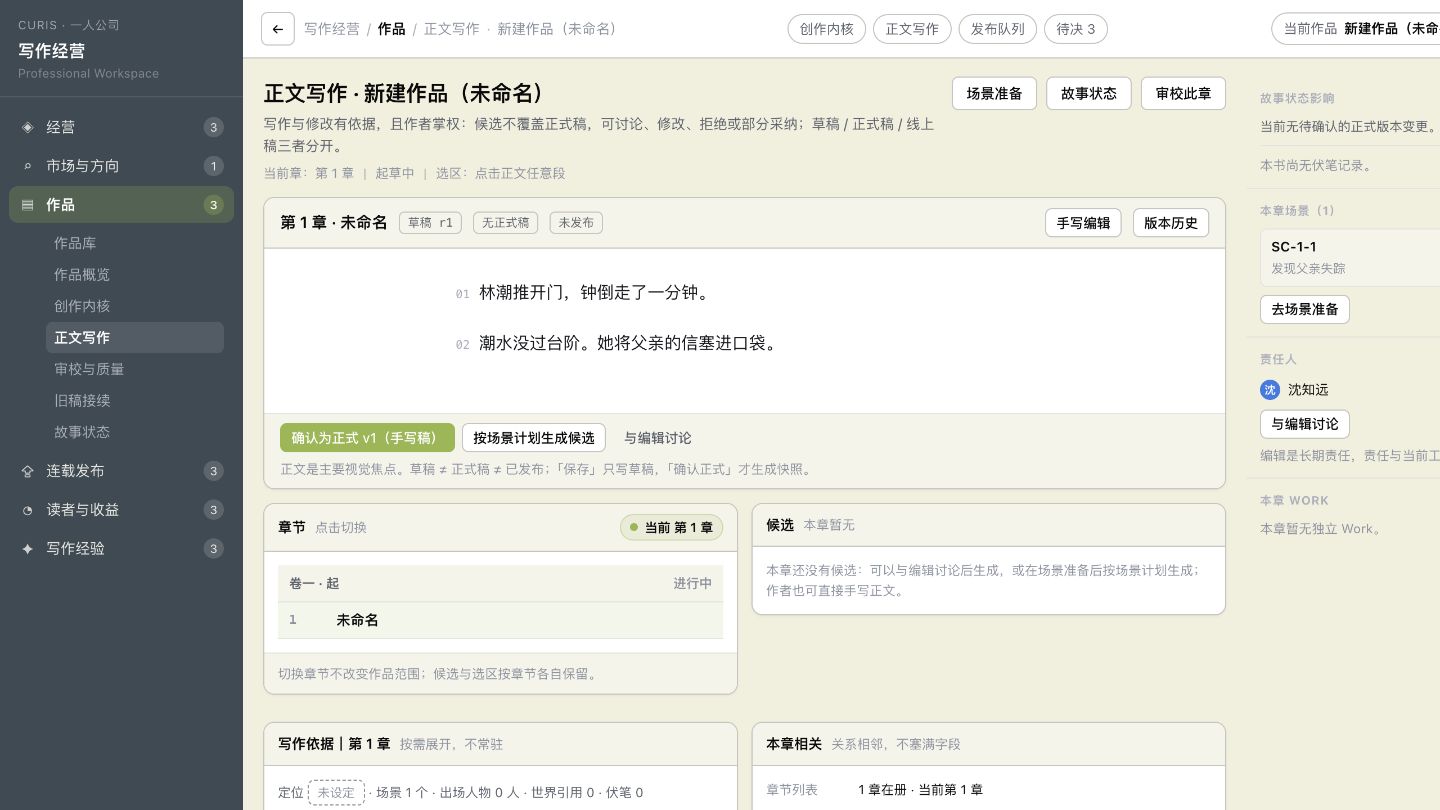 CURIS · 一人公司
写作经营
Professional Workspace
经营 3
市场与方向 1
作品 3
作品库
作品概览
创作内核
正文写作
审校与质量
旧稿接续
故事状态
连载发布 3
读者与收益 3
写作经验 3
写作经营 / 作品 / 正文写作 · 新建作品（未命名）
创作内核 正文写作 发布队列 待决 3
当前作品 新建作品（未命
正文写作 · 新建作品（未命名）
场景准备 故事状态 审校此章
写作与修改有依据，且作者掌权：候选不覆盖正式稿，可讨论、修改、拒绝或部分采纳；草稿 / 正式稿 / 线上
稿三者分开。
当前章：第 1 章 | 起草中 | 选区：点击正文任意段
第 1 章 · 未命名 草稿 r1 无正式稿 未发布 手写编辑 版本历史
01 林潮推开门，钟倒走了一分钟。
02 潮水没过台阶。她将父亲的信塞进口袋。
确认为正式 v1（手写稿） 按场景计划生成候选 与编辑讨论
正文是主要视觉焦点。草稿 ≠ 正式稿 ≠ 已发布；「保存」只写草稿，「确认正式」才生成快照。
章节 点击切换 当前 第 1 章
卷一 · 起 进行中
1 未命名
切换章节不改变作品范围；候选与选区按章节各自保留。
候选 本章暂无
本章还没有候选：可以与编辑讨论后生成，或在场景准备后按场景计划生成；
作者也可直接手写正文。
写作依据｜第 1 章 按需展开，不常驻
定位 未设定 · 场景 1 个 · 出场人物 0 人 · 世界引用 0 · 伏笔 0
本章相关 关系相邻，不塞满字段
章节列表 1 章在册 · 当前第 1 章
故事状态影响
当前无待确认的正式版本变更。
本书尚无伏笔记录。
本章场景（1）
SC-1-1
发现父亲失踪
去场景准备
责任人
沈 沈知远
与编辑讨论
编辑是长期责任，责任与当前工
本章 WORK
本章暂无独立 Work。